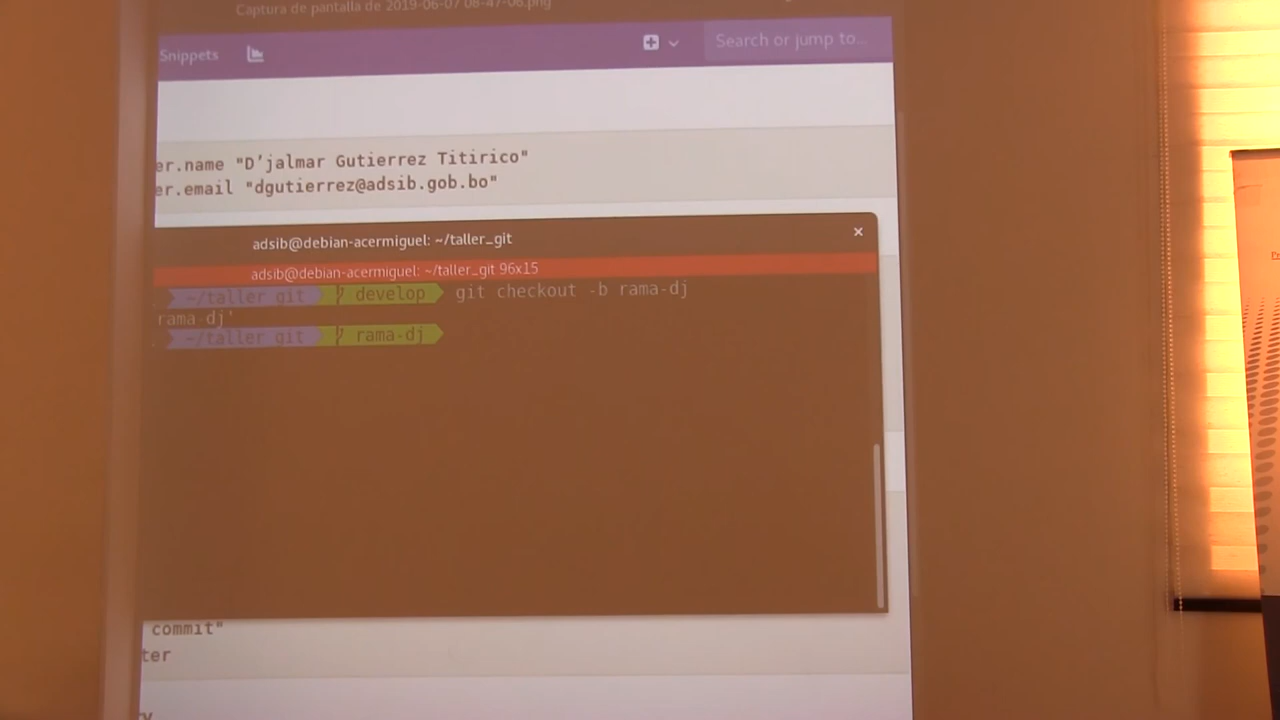 Captura de pantalla de 2019-06-07 08-47-06.png
Snippets
Search or jump to...
er.name "D'jalmar Gutierrez Titirico"
er.email "dgutierrez@adsib.gob.bo"
adsib@debian-acermiguel: ~/taller_git
adsib@debian-acermiguel: ~/taller_git 96x15
~/taller_git develop git checkout -b rama-dj
rama-dj'
~/taller_git rama-dj
commit"
ter